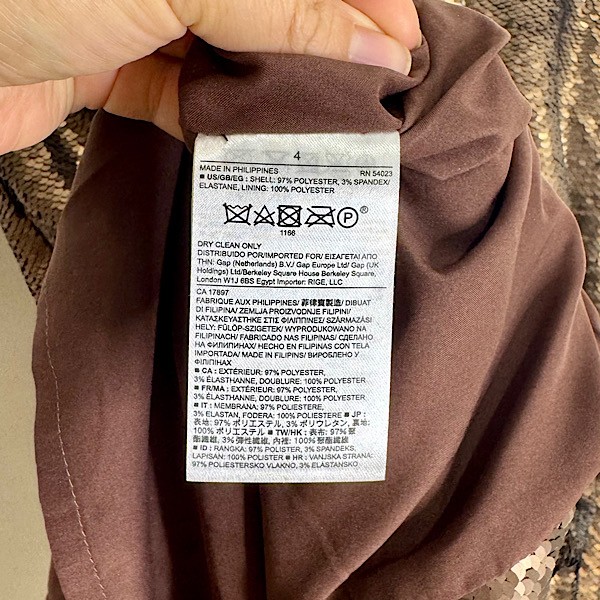 4
MADE IN PHILIPPINES RN 54023
■ US/GB/EG : SHELL: 97% POLYESTER, 3% SPANDEX/
ELASTANE, LINING: 100% POLYESTER
P ®
1166
DRY CLEAN ONLY
DISTRIBUIDO POR/IMPORTED FOR/ ΕΙΣΑΓΕΤΑΙ ΑΠΟ
ΤΗΝ: Gap (Netherlands) B.V./ Gap Europe Ltd/ Gap (UK
Holdings) Ltd/Berkeley Square House Berkeley Square,
London W1J 6BS Egypt Importer: RIGE, LLC
CA 17897
FABRIQUE AUX PHILIPPINES/ 菲律賓製造/ DIBUAT
DI FILIPINA/ ZEMLJA PROIZVODNJE FILIPINI/
ΚΑΤΑΣΚΕΥΑΣΤΗΚΕ ΣΤΙΣ ΦΙΛΙΠΠΙΝΕΣ/ SZÁRMAZÁSI
HELY: FÜLÖP-SZIGETEK/ WYPRODUKOWANO NA
FILIPINACH/ FABRICADO NAS FILIPINAS/ СДЕЛАНО
НА ФИЛИППИНАХ/ HECHO EN FILIPINAS CON TELA
IMPORTADA/ MADE IN FILIPINS/ ВИРОБЛЕНО У
ФІЛІПІНАХ
■ CA : EXTÉRIEUR: 97% POLYESTER,
3% ÉLASTHANNE, DOUBLURE: 100% POLYESTER
■ FR/MA : EXTÉRIEUR: 97% POLYESTER,
3% ÉLASTHANNE, DOUBLURE: 100% POLYESTER
■ IT : MEMBRANA: 97% POLIESTERE,
3% ELASTAN, FODERA: 100% POLIESTERE ■ JP :
表地: 97% ポリエステル, 3% ポリウレタン, 裏地:
100% ポリエステル ■ TW/HK : 表布: 97% 聚
酯纖維, 3% 彈性纖維, 內裡: 100% 聚酯纖維
■ ID : RANGKA: 97% POLISTER, 3% SPANDEKS,
LAPISAN: 100% POLISTER ■ HR : VANJSKA STRANA:
97% POLIESTERSKO VLAKNO, 3% ELASTANSKO